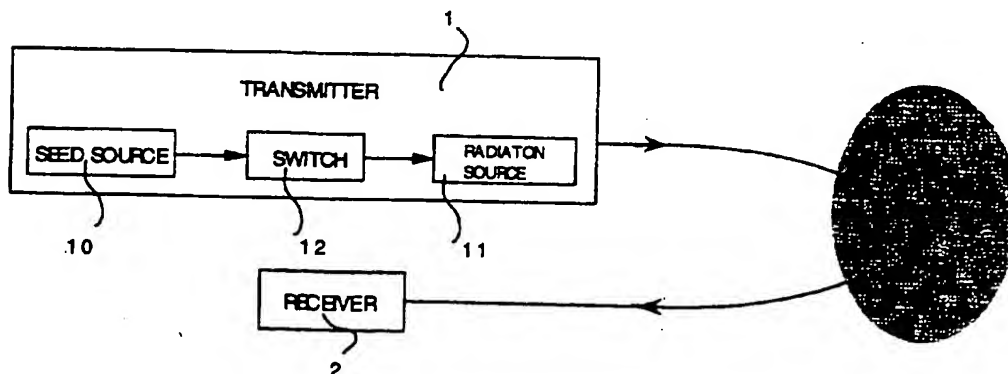 1
TRANSMITTER
SEED SOURCE
SWITCH
RADIATON
SOURCE
10
12
11
RECEIVER
2